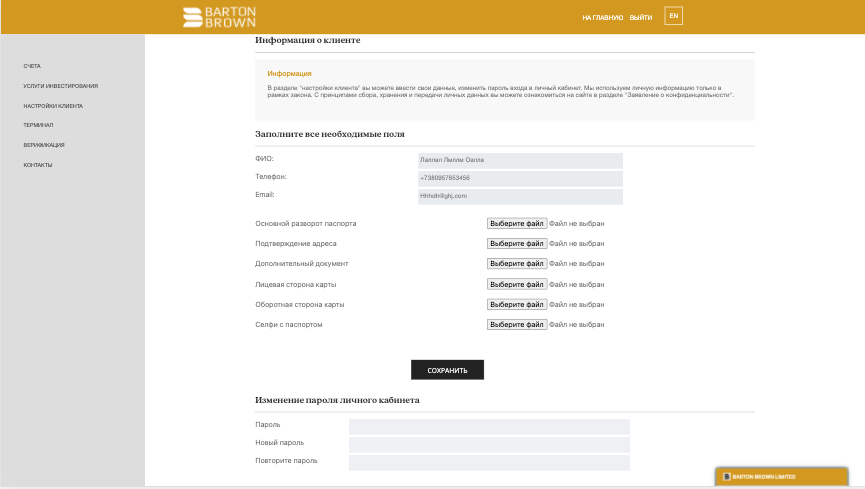 BARTON
BROWN
НА ГЛАВНУЮ ВЫЙТИ EN
СЧЕТА
УСЛУГИ ИНВЕСТИРОВАНИЯ
НАСТРОЙКИ КЛИЕНТА
ТЕРМИНАЛ
ВЕРИФИКАЦИЯ
КОНТАКТЫ
Информация о клиенте
Информация
В разделе "настройки клиента" вы можете ввести свои данные, изменить пароль входа в личный кабинет. Мы используем личную информацию только в
рамках закона. С принципами сбора, хранения и передачи личных данных вы можете ознакомиться на сайте в разделе "Заявление о конфиденциальности".
Заполните все необходимые поля
ФИО: Лаплап Лмплм Оапла
Телефон: +7380957653456
Email: Hhhdh@ghj.com
Основной разворот паспорта Выберите файл Файл не выбран
Подтверждение адреса Выберите файл Файл не выбран
Дополнительный документ Выберите файл Файл не выбран
Лицевая сторона карты Выберите файл Файл не выбран
Оборотная сторона карты Выберите файл Файл не выбран
Селфи с паспортом Выберите файл Файл не выбран
СОХРАНИТЬ
Изменение пароля личного кабинета
Пароль
Новый пароль
Повторите пароль
BARTON BROWN LIMITED